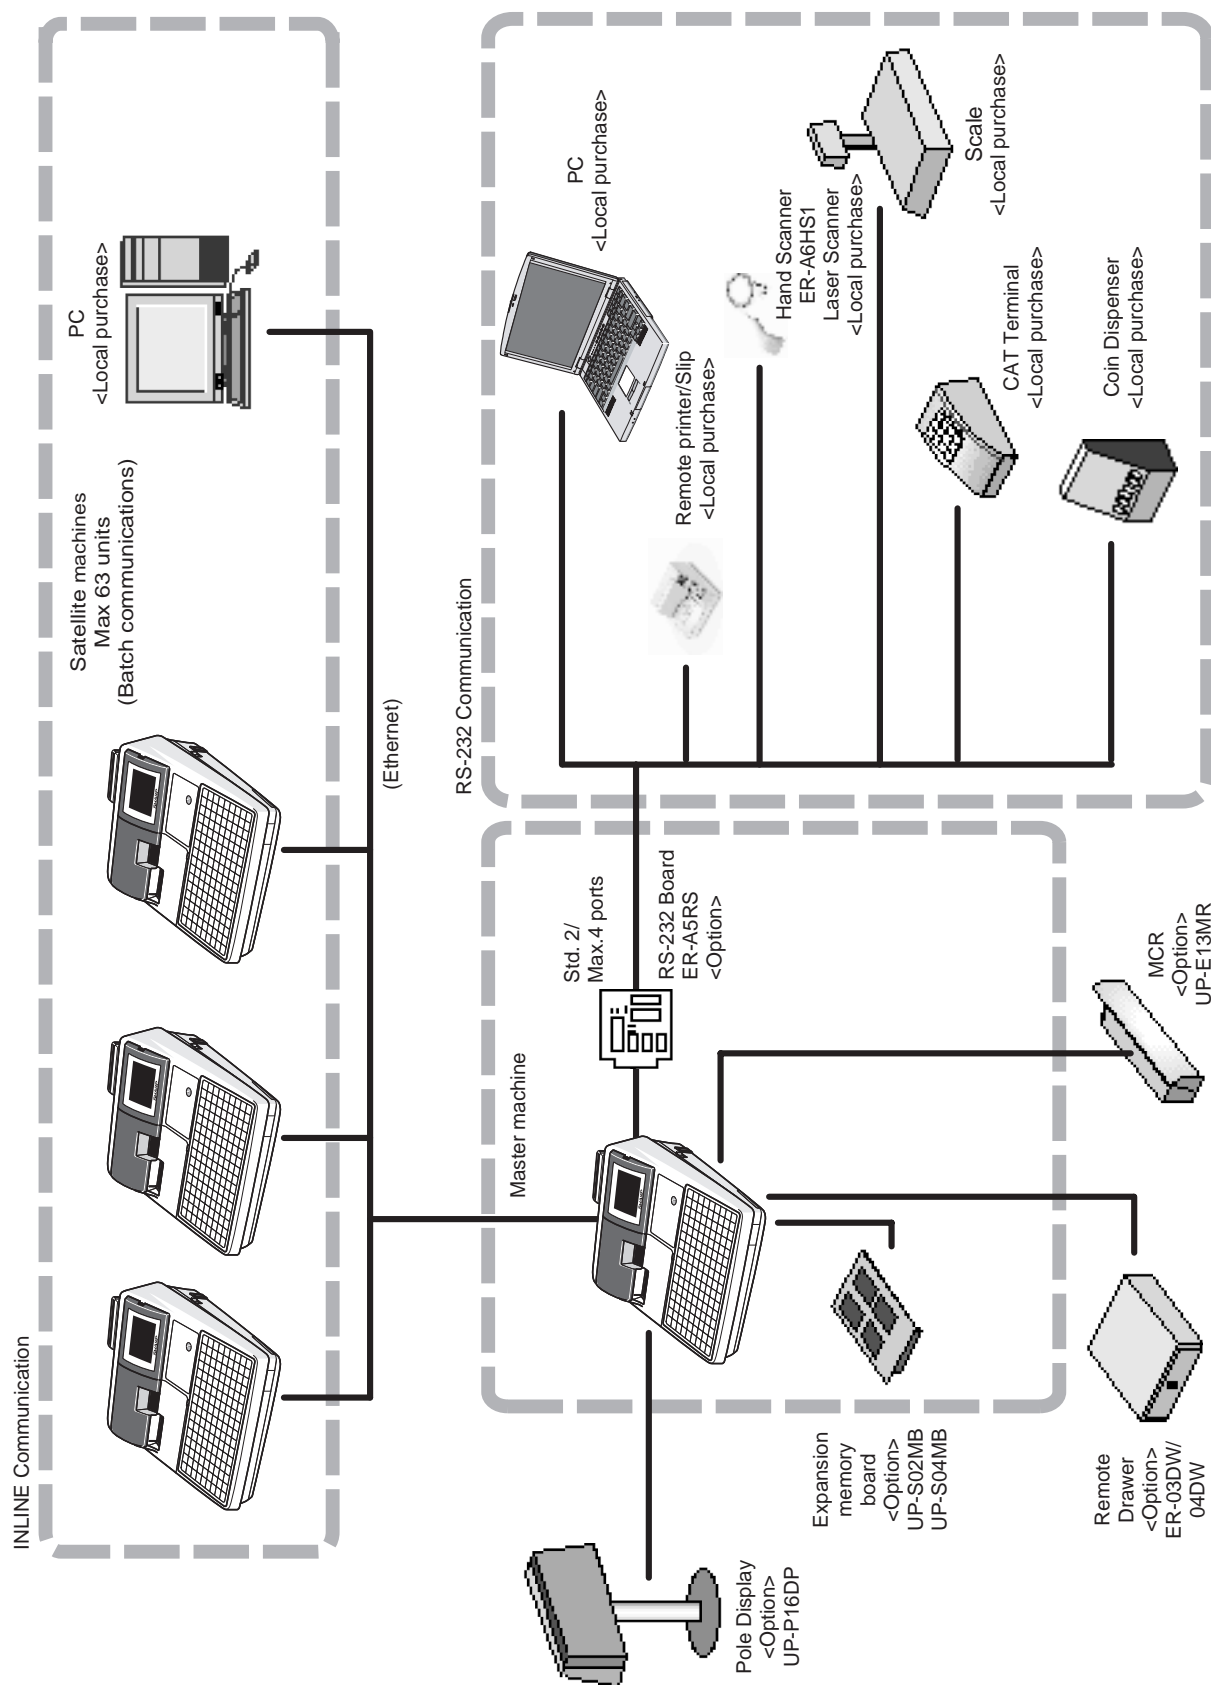 INLINE Communication
Satellite machines
Max 63 units
(Batch communications)
PC
<Local purchase>
(Ethernet)
Master machine
Std. 2/
Max.4 ports
RS-232 Board
ER-A5RS
<Option>
RS-232 Communication
PC
<Local purchase>
Remote printer/Slip
<Local purchase>
Hand Scanner
ER-A6HS1
Laser Scanner
<Local purchase>
Scale
<Local purchase>
CAT Terminal
<Local purchase>
Coin Dispenser
<Local purchase>
Pole Display
<Option>
UP-P16DP
Expansion
memory
board
<Option>
UP-S02MB
UP-S04MB
Remote
Drawer
<Option>
ER-03DW/
04DW
MCR
<Option>
UP-E13MR